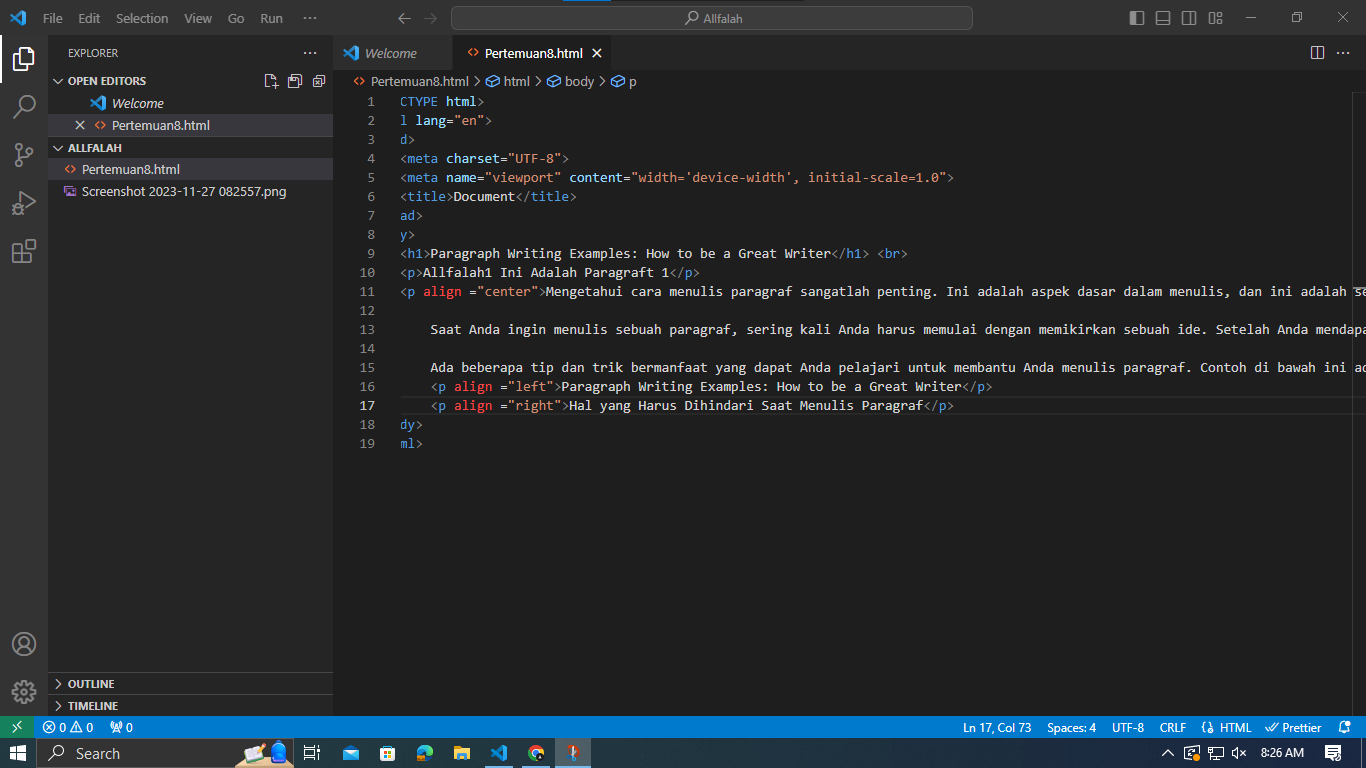 File Edit Selection View Go Run ···
Allfalah
EXPLORER
OPEN EDITORS
Welcome
Pertemuan8.html
ALLFALAH
Pertemuan8.html
Screenshot 2023-11-27 082557.png
OUTLINE
TIMELINE
Welcome
Pertemuan8.html
Pertemuan8.html > html > body > p
1 CTYPE html>
2 l lang="en">
3 d>
4 <meta charset="UTF-8">
5 <meta name="viewport" content="width='device-width', initial-scale=1.0">
6 <title>Document</title>
7 ad>
8 y>
9 <h1>Paragraph Writing Examples: How to be a Great Writer</h1> <br>
10 <p>Allfalah1 Ini Adalah Paragraft 1</p>
11 <p align ="center">Mengetahui cara menulis paragraf sangatlah penting. Ini adalah aspek dasar dalam menulis, dan ini adalah se
12
13 Saat Anda ingin menulis sebuah paragraf, sering kali Anda harus memulai dengan memikirkan sebuah ide. Setelah Anda mendapa
14
15 Ada beberapa tip dan trik bermanfaat yang dapat Anda pelajari untuk membantu Anda menulis paragraf. Contoh di bawah ini ad
16 <p align ="left">Paragraph Writing Examples: How to be a Great Writer</p>
17 <p align ="right">Hal yang Harus Dihindari Saat Menulis Paragraf</p>
18 dy>
19 ml>
0 0 0 Ln 17, Col 73 Spaces: 4 UTF-8 CRLF HTML Prettier
Search 8:26 AM